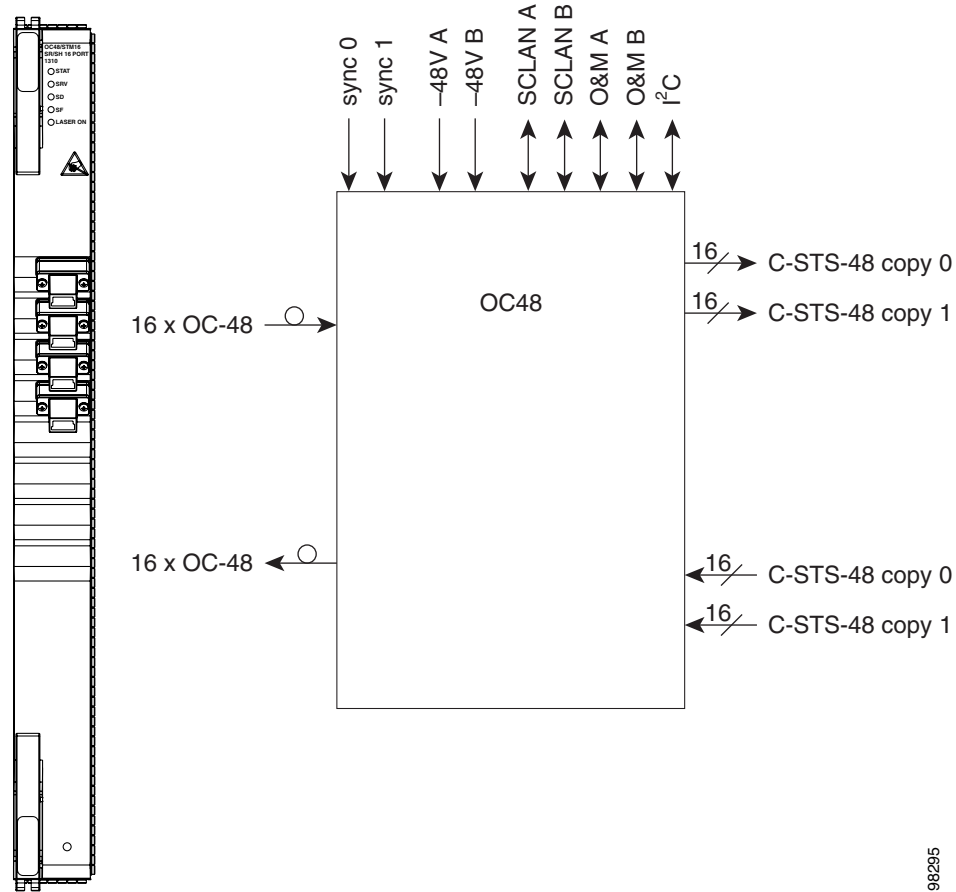 OC48/STM16
SR/SH 16 PORT
1310
STAT
SRV
SD
SF
LASER ON
sync 0
sync 1
–48V A
–48V B
SCLAN A
SCLAN B
O&M A
O&M B
I²C
16
C-STS-48 copy 0
OC48
16
C-STS-48 copy 1
16 x OC-48
16 x OC-48
16
C-STS-48 copy 0
16
C-STS-48 copy 1
98295